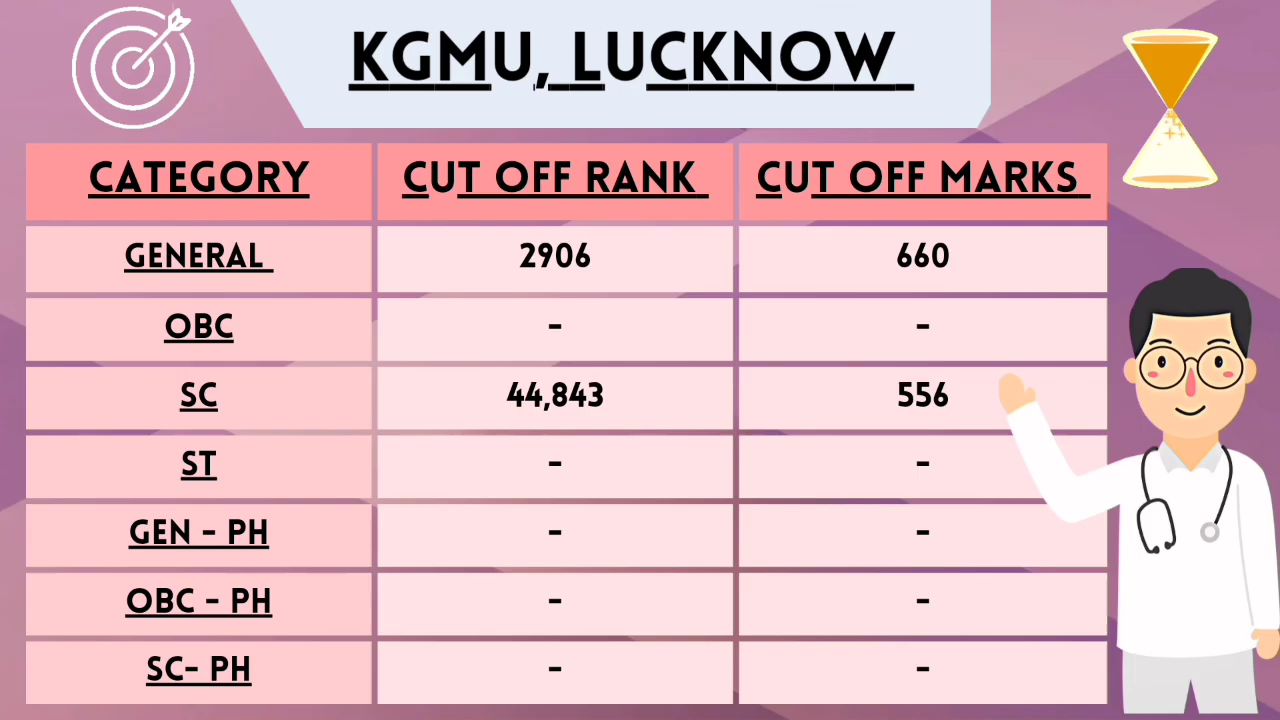 KGMU, LUCKNOW
CATEGORY CUT OFF RANK CUT OFF MARKS
GENERAL 2906 660
OBC - -
SC 44,843 556
ST - -
GEN - PH - -
OBC - PH - -
SC- PH - -